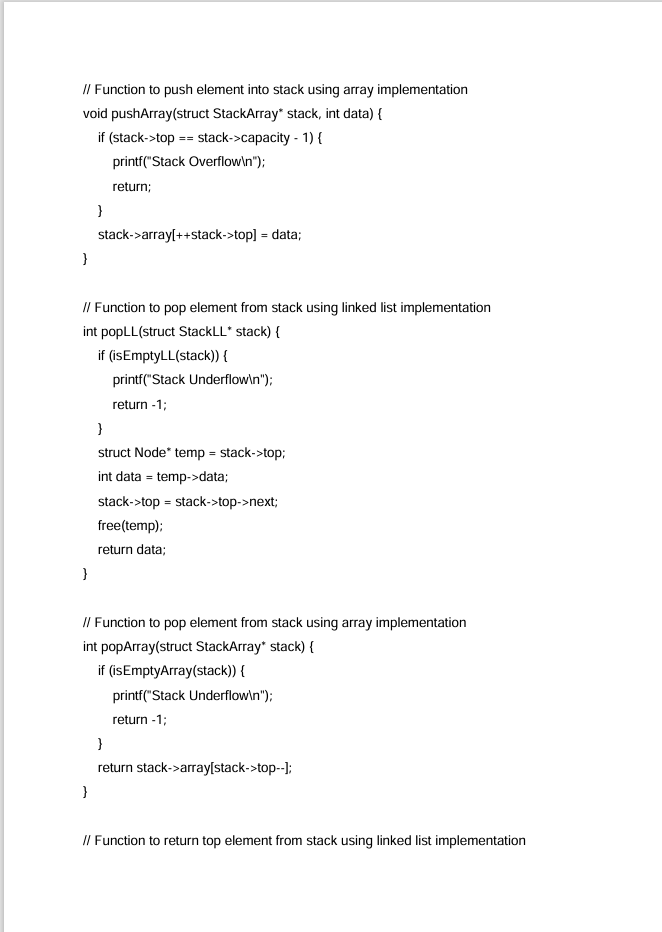 // Function to push element into stack using array implementation
void pushArray(struct StackArray* stack, int data) {
    if (stack->top == stack->capacity - 1) {
        printf("Stack Overflow\n");
        return;
    }
    stack->array[++stack->top] = data;
}

// Function to pop element from stack using linked list implementation
int popLL(struct StackLL* stack) {
    if (isEmptyLL(stack)) {
        printf("Stack Underflow\n");
        return -1;
    }
    struct Node* temp = stack->top;
    int data = temp->data;
    stack->top = stack->top->next;
    free(temp);
    return data;
}

// Function to pop element from stack using array implementation
int popArray(struct StackArray* stack) {
    if (isEmptyArray(stack)) {
        printf("Stack Underflow\n");
        return -1;
    }
    return stack->array[stack->top--];
}

// Function to return top element from stack using linked list implementation